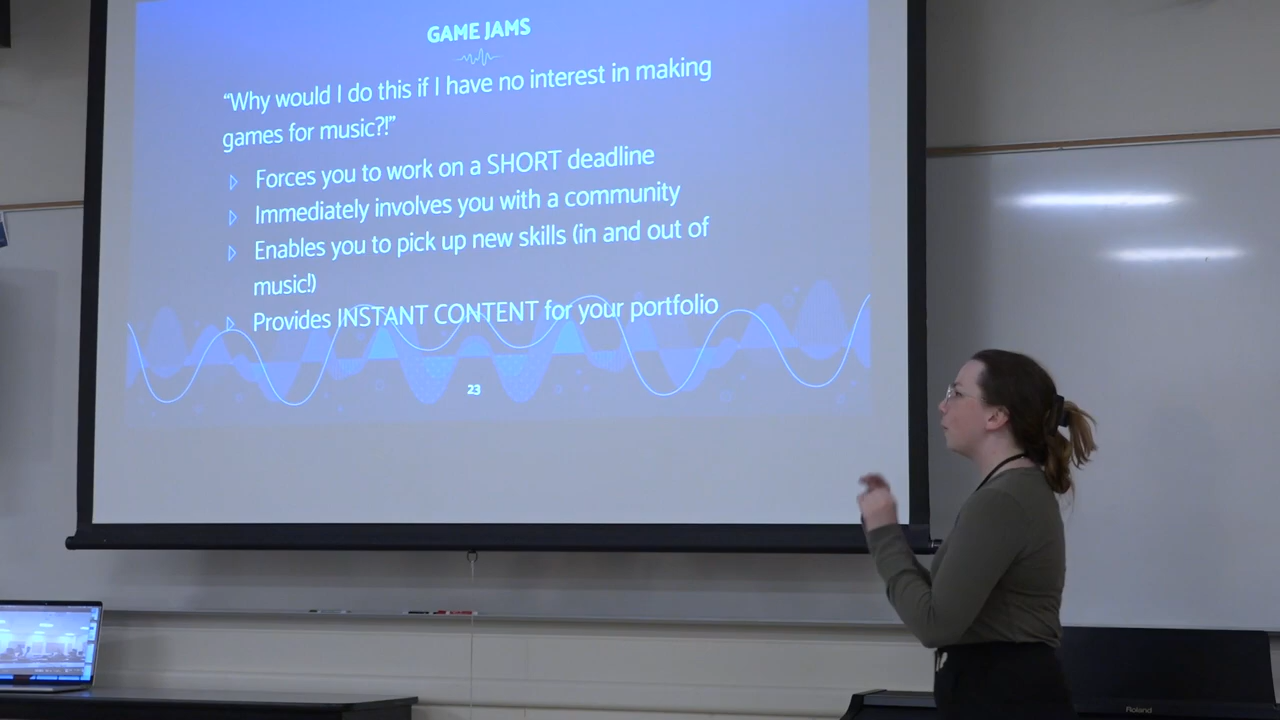 GAME JAMS
“Why would I do this if I have no interest in making
games for music?!”
Forces you to work on a SHORT deadline
Immediately involves you with a community
Enables you to pick up new skills (in and out of
music!)
Provides INSTANT CONTENT for your portfolio
23
Roland